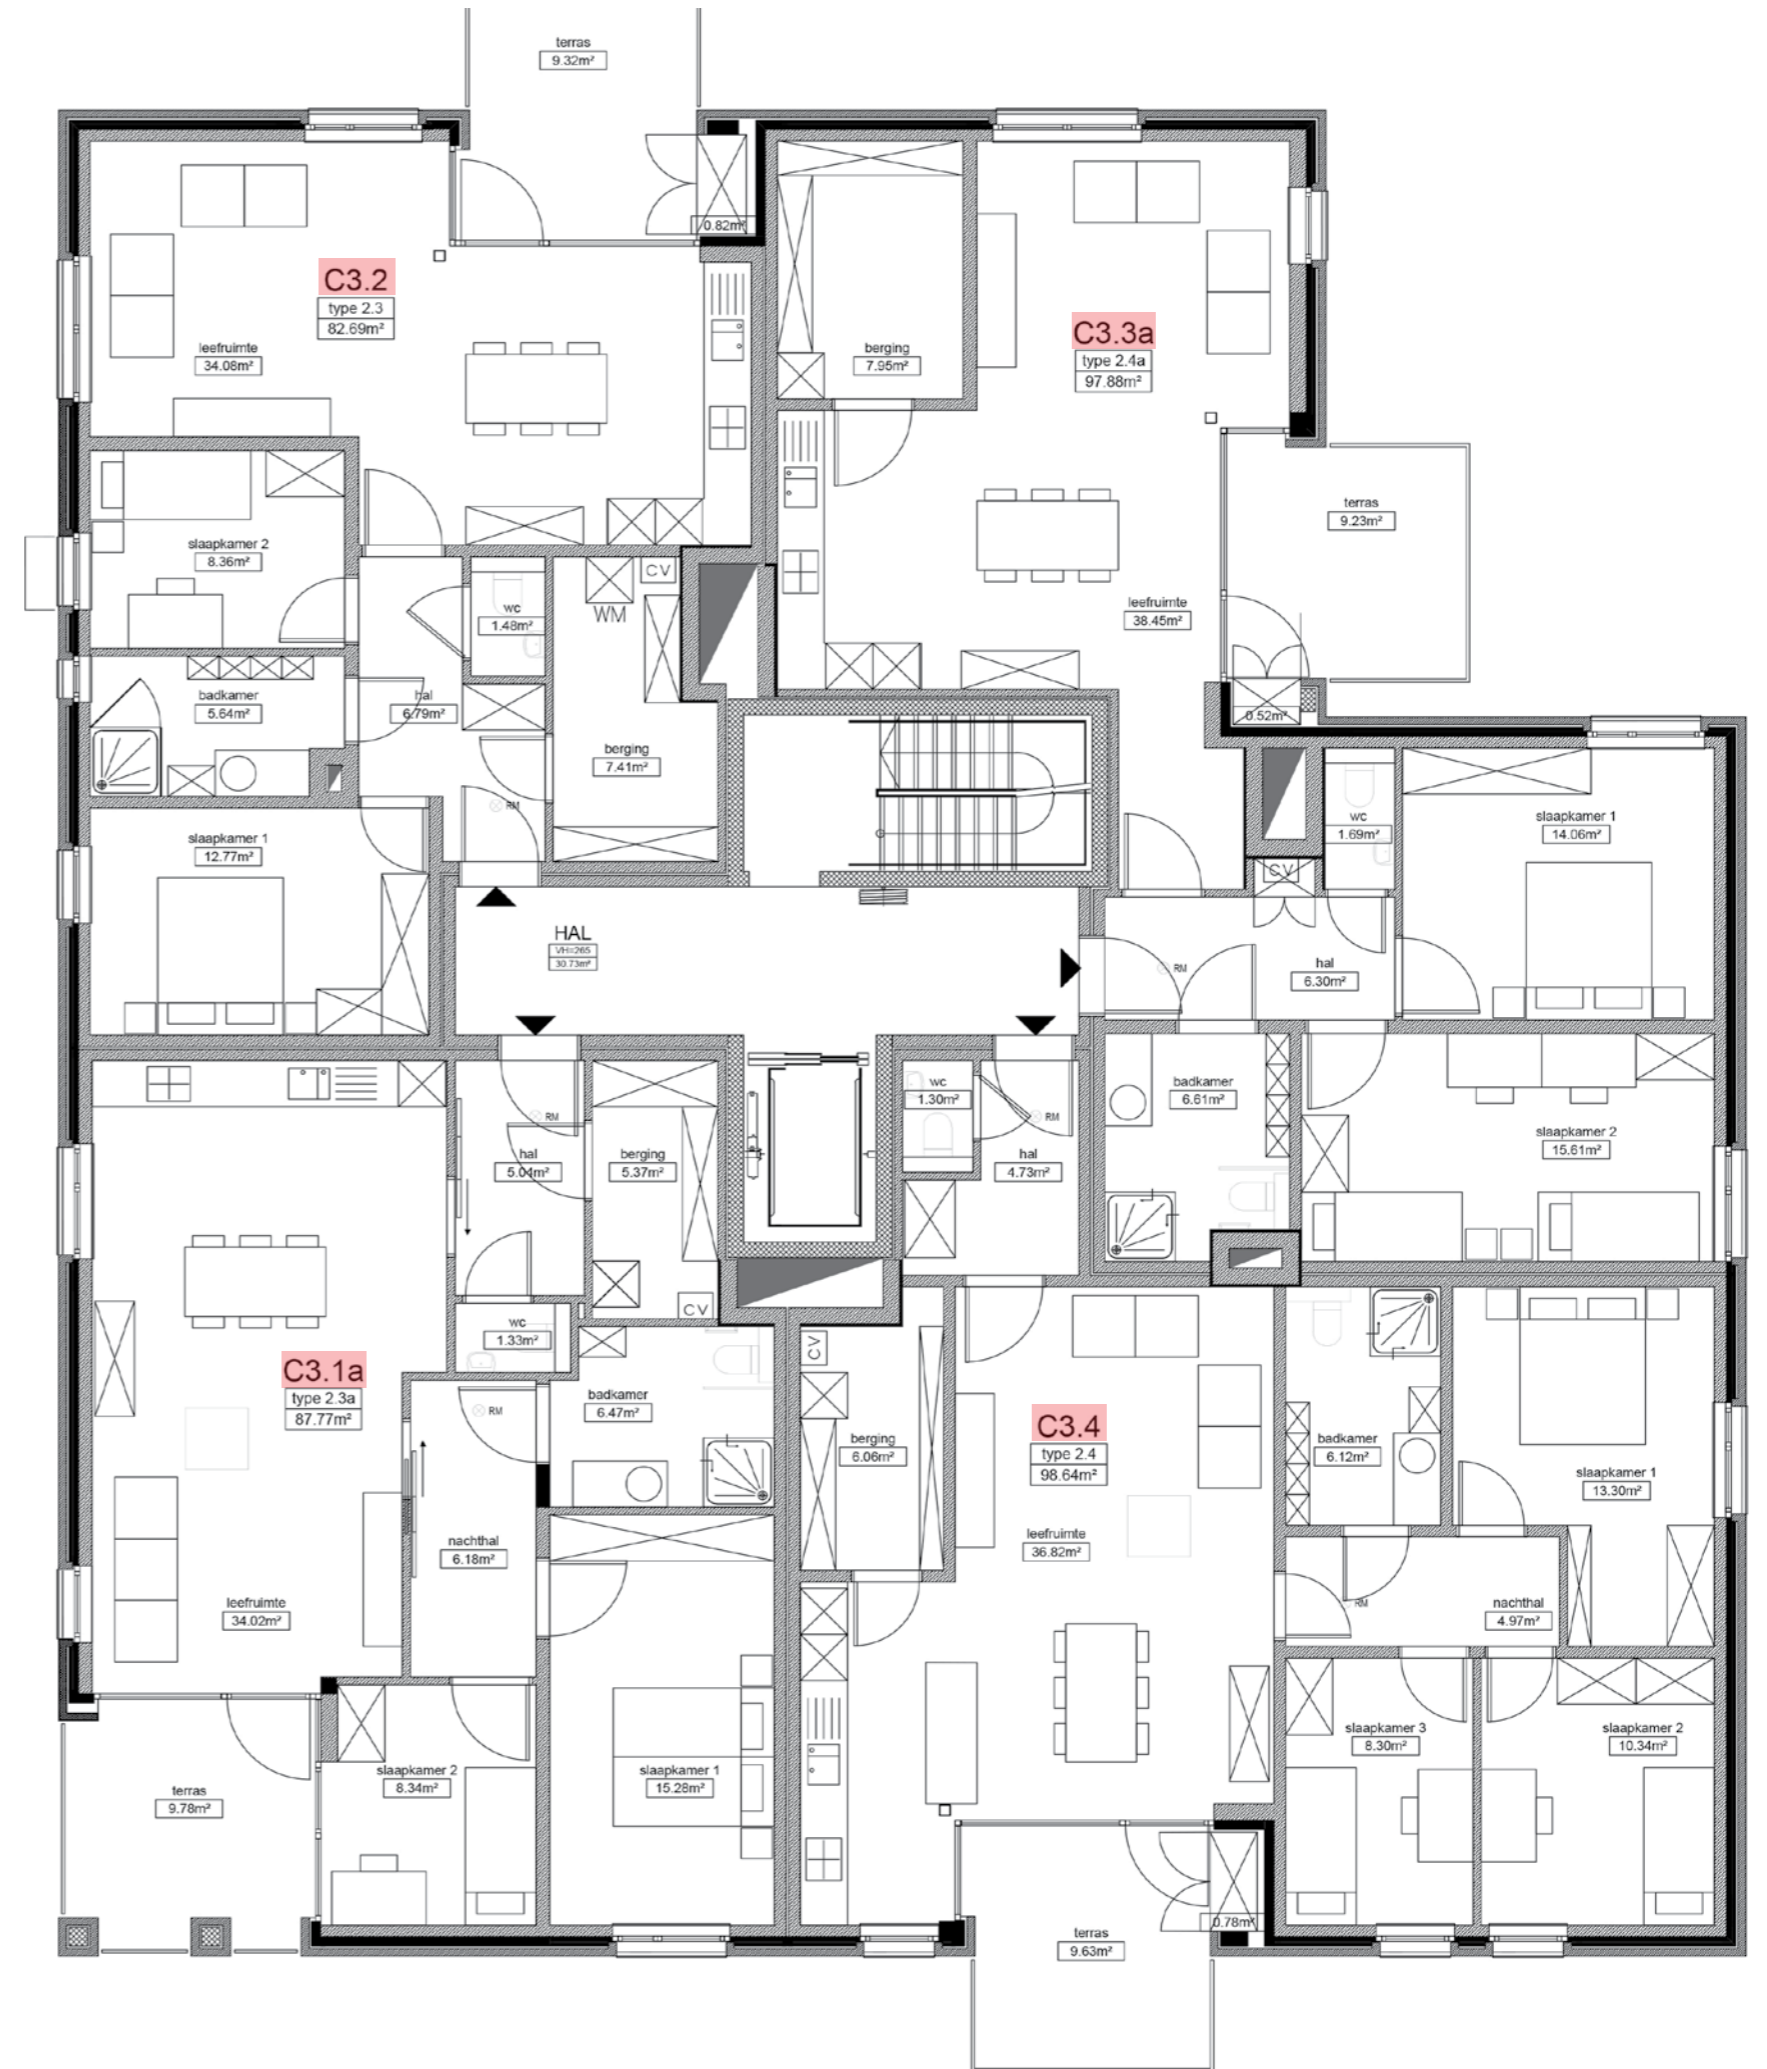 terras
9.32m²
0.82m²
C3.2
type 2.3
82.69m²
leefruimte
34.08m²
slaapkamer 2
8.36m²
wc
1.48m²
WM
CV
badkamer
5.64m²
hal
6.79m²
berging
7.41m²
RM
slaapkamer 1
12.77m²
berging
7.95m²
C3.3a
type 2.4a
97.88m²
terras
9.23m²
leefruimte
38.45m²
0.52m²
wc
1.69m²
CV
slaapkamer 1
14.06m²
HAL
VH=265
30.73m²
RM
hal
6.30m²
badkamer
6.61m²
slaapkamer 2
15.61m²
RM
hal
5.04m²
berging
5.37m²
CV
wc
1.33m²
C3.1a
type 2.3a
87.77m²
RM
badkamer
6.47m²
nachthal
6.18m²
leefruimte
34.02m²
slaapkamer 2
8.34m²
slaapkamer 1
15.28m²
terras
9.78m²
wc
1.30m²
RM
hal
4.73m²
CV
berging
6.06m²
C3.4
type 2.4
98.64m²
leefruimte
36.82m²
badkamer
6.12m²
slaapkamer 1
13.30m²
RM
nachthal
4.97m²
slaapkamer 3
8.30m²
slaapkamer 2
10.34m²
0.78m²
terras
9.63m²